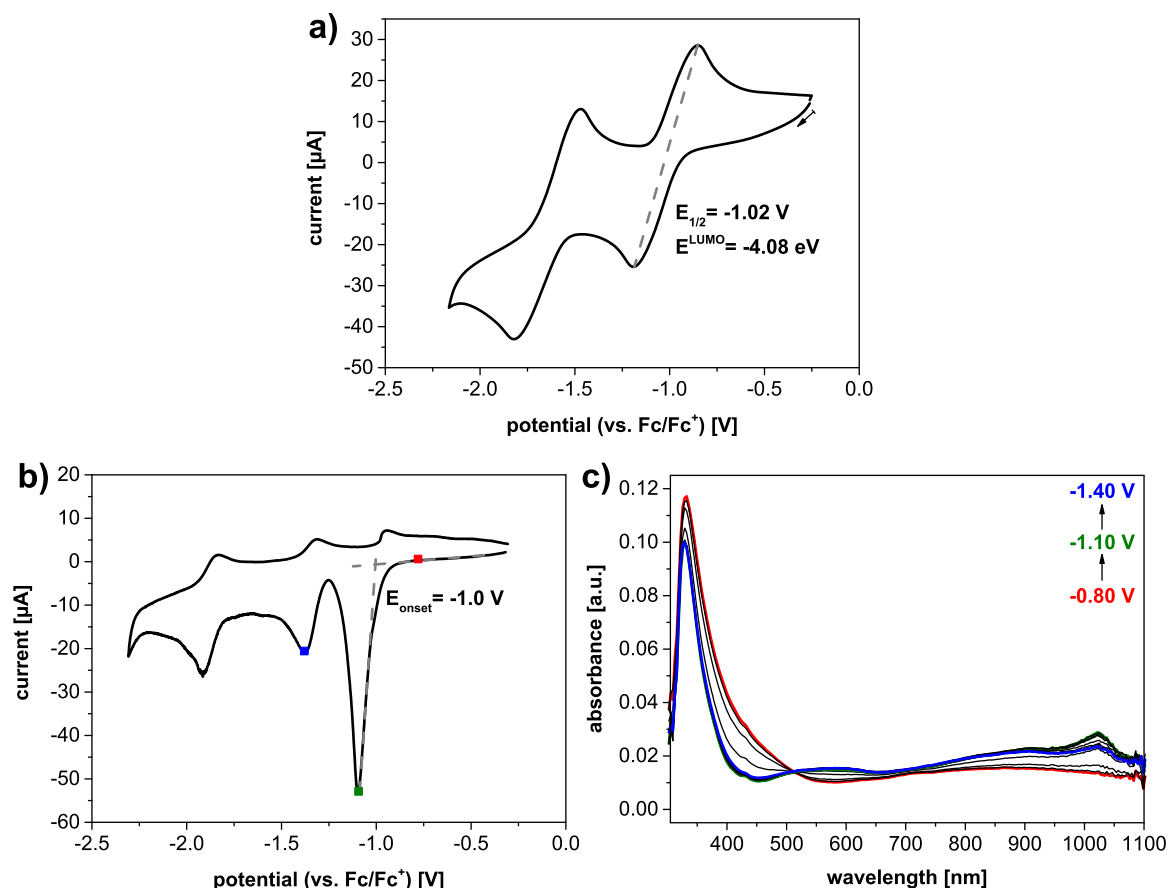 a)
30
20
10
0
-10
-20
-30
-40
-50
current [µA]
E1/2= -1.02 V
E^LUMO= -4.08 eV
-2.5 -2.0 -1.5 -1.0 -0.5 0.0
potential (vs. Fc/Fc+) [V]
b)
20
10
0
-10
-20
-30
-40
-50
-60
current [µA]
Eonset= -1.0 V
-2.5 -2.0 -1.5 -1.0 -0.5 0.0
potential (vs. Fc/Fc+) [V]
c)
0.12
0.10
0.08
0.06
0.04
0.02
0.00
absorbance [a.u.]
-1.40 V
-1.10 V
-0.80 V
400 500 600 700 800 900 1000 1100
wavelength [nm]